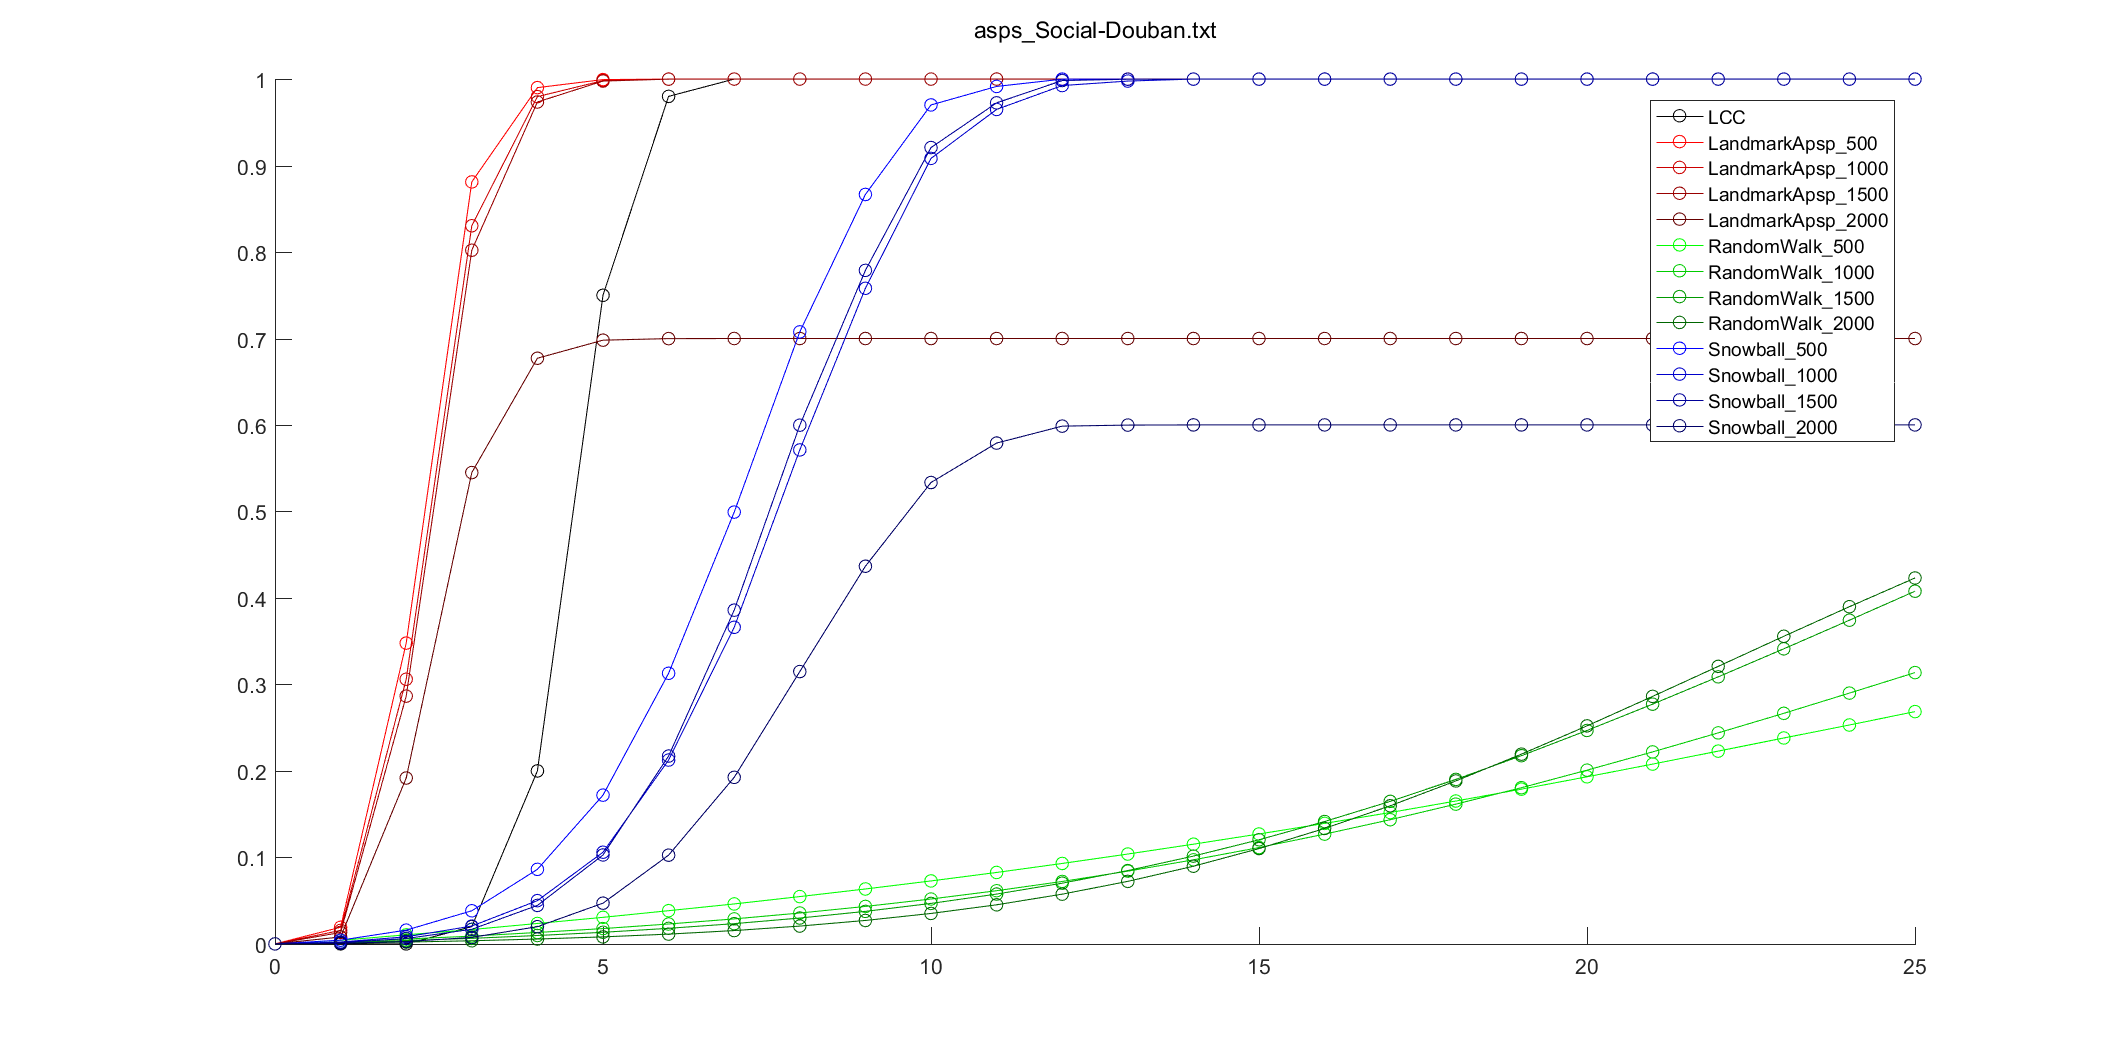 asps_Social-Douban.txt
1
0.9
0.8
0.7
0.6
0.5
0.4
0.3
0.2
0.1
0
0 5 10 15 20 25
LCC
LandmarkApsp_500
LandmarkApsp_1000
LandmarkApsp_1500
LandmarkApsp_2000
RandomWalk_500
RandomWalk_1000
RandomWalk_1500
RandomWalk_2000
Snowball_500
Snowball_1000
Snowball_1500
Snowball_2000